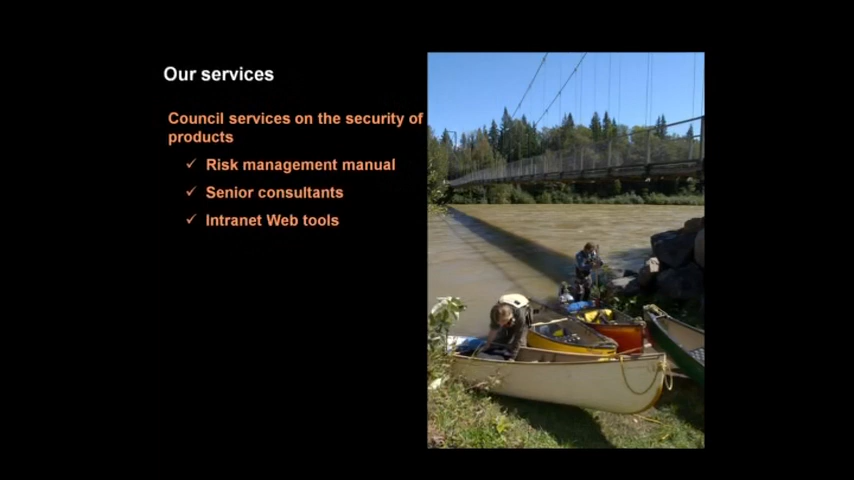 Our services
Council services on the security of
products
✓ Risk management manual
✓ Senior consultants
✓ Intranet Web tools